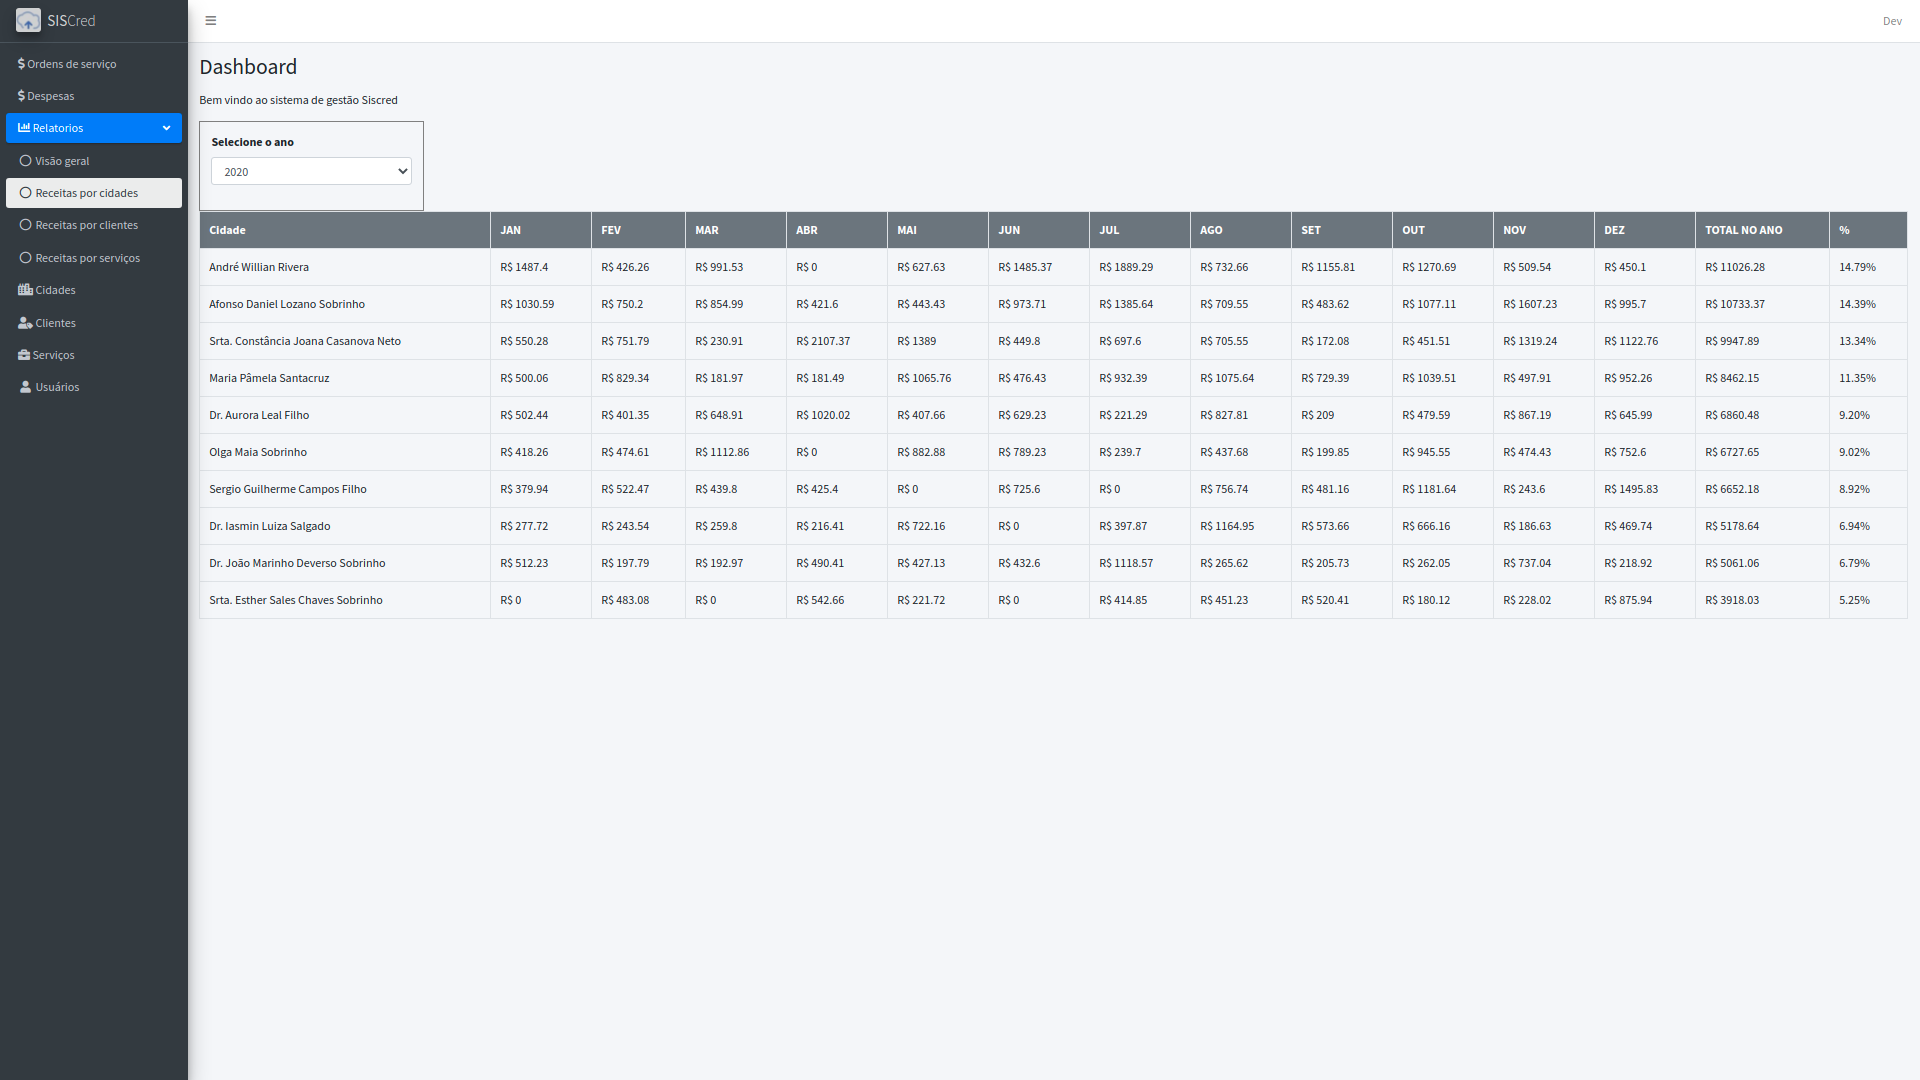 SISCred
Dev
Ordens de serviço
Despesas
Relatorios
Visão geral
Receitas por cidades
Receitas por clientes
Receitas por serviços
Cidades
Clientes
Serviços
Usuários
Dashboard
Bem vindo ao sistema de gestão Siscred
Selecione o ano
2020
Cidade JAN FEV MAR ABR MAI JUN JUL AGO SET OUT NOV DEZ TOTAL NO ANO %
André Willian Rivera R$ 1487.4 R$ 426.26 R$ 991.53 R$ 0 R$ 627.63 R$ 1485.37 R$ 1889.29 R$ 732.66 R$ 1155.81 R$ 1270.69 R$ 509.54 R$ 450.1 R$ 11026.28 14.79%
Afonso Daniel Lozano Sobrinho R$ 1030.59 R$ 750.2 R$ 854.99 R$ 421.6 R$ 443.43 R$ 973.71 R$ 1385.64 R$ 709.55 R$ 483.62 R$ 1077.11 R$ 1607.23 R$ 995.7 R$ 10733.37 14.39%
Srta. Constância Joana Casanova Neto R$ 550.28 R$ 751.79 R$ 230.91 R$ 2107.37 R$ 1389 R$ 449.8 R$ 697.6 R$ 705.55 R$ 172.08 R$ 451.51 R$ 1319.24 R$ 1122.76 R$ 9947.89 13.34%
Maria Pâmela Santacruz R$ 500.06 R$ 829.34 R$ 181.97 R$ 181.49 R$ 1065.76 R$ 476.43 R$ 932.39 R$ 1075.64 R$ 729.39 R$ 1039.51 R$ 497.91 R$ 952.26 R$ 8462.15 11.35%
Dr. Aurora Leal Filho R$ 502.44 R$ 401.35 R$ 648.91 R$ 1020.02 R$ 407.66 R$ 629.23 R$ 221.29 R$ 827.81 R$ 209 R$ 479.59 R$ 867.19 R$ 645.99 R$ 6860.48 9.20%
Olga Maia Sobrinho R$ 418.26 R$ 474.61 R$ 1112.86 R$ 0 R$ 882.88 R$ 789.23 R$ 239.7 R$ 437.68 R$ 199.85 R$ 945.55 R$ 474.43 R$ 752.6 R$ 6727.65 9.02%
Sergio Guilherme Campos Filho R$ 379.94 R$ 522.47 R$ 439.8 R$ 425.4 R$ 0 R$ 725.6 R$ 0 R$ 756.74 R$ 481.16 R$ 1181.64 R$ 243.6 R$ 1495.83 R$ 6652.18 8.92%
Dr. Iasmin Luiza Salgado R$ 277.72 R$ 243.54 R$ 259.8 R$ 216.41 R$ 722.16 R$ 0 R$ 397.87 R$ 1164.95 R$ 573.66 R$ 666.16 R$ 186.63 R$ 469.74 R$ 5178.64 6.94%
Dr. João Marinho Deverso Sobrinho R$ 512.23 R$ 197.79 R$ 192.97 R$ 490.41 R$ 427.13 R$ 432.6 R$ 1118.57 R$ 265.62 R$ 205.73 R$ 262.05 R$ 737.04 R$ 218.92 R$ 5061.06 6.79%
Srta. Esther Sales Chaves Sobrinho R$ 0 R$ 483.08 R$ 0 R$ 542.66 R$ 221.72 R$ 0 R$ 414.85 R$ 451.23 R$ 520.41 R$ 180.12 R$ 228.02 R$ 875.94 R$ 3918.03 5.25%